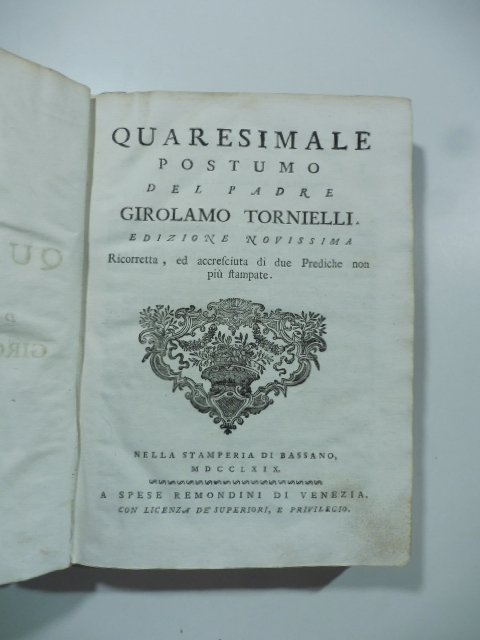 QUARESIMALE
POSTUMO
DEL PADRE
GIROLAMO TORNIELLI.
EDIZIONE NOVISSIMA
Ricorretta, ed accresciuta di due Prediche non
più stampate.
NELLA STAMPERIA DI BASSANO,
MDCCLXIX.
A SPESE REMONDINI DI VENEZIA.
CON LICENZA DE' SUPERIORI, E PRIVILEGIO.